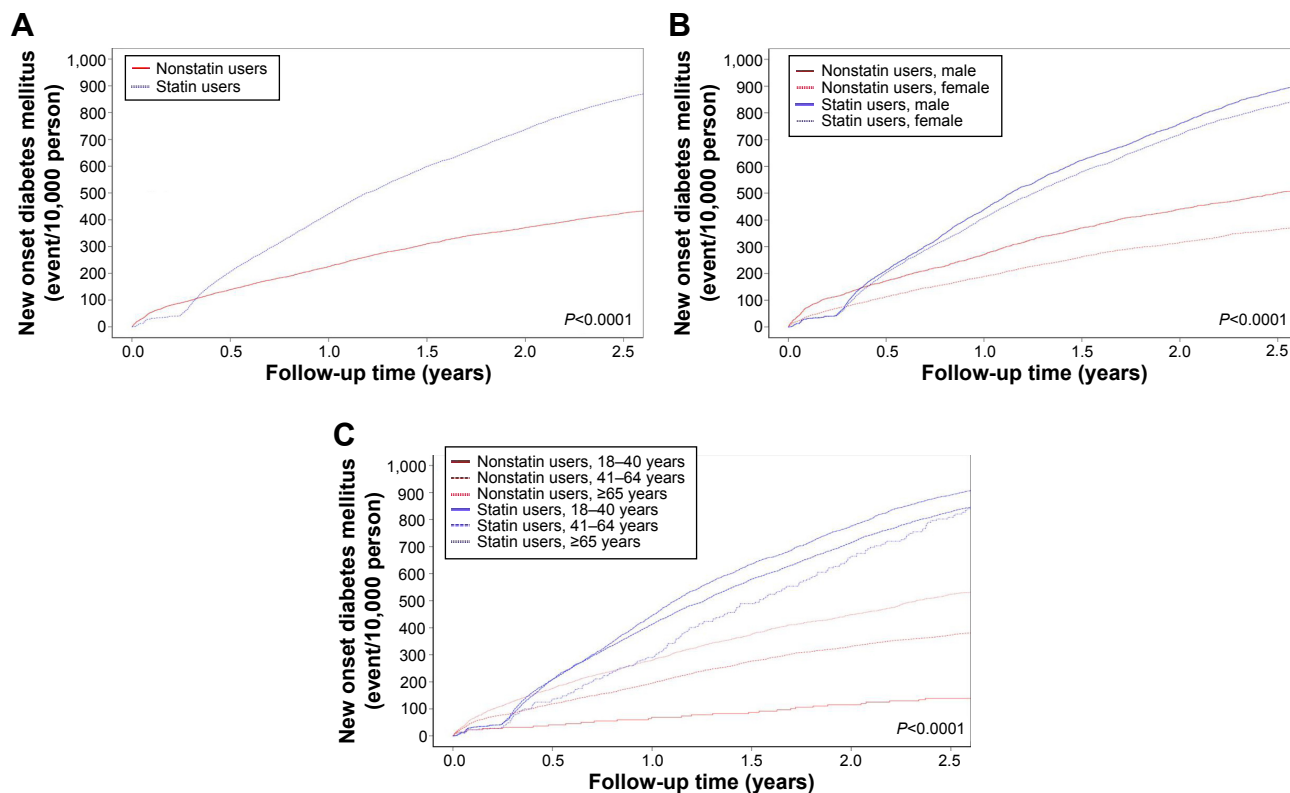 A
New onset diabetes mellitus
(event/10,000 person)
1,000
900
800
700
600
500
400
300
200
100
0
Nonstatin users
Statin users
P<0.0001
0.0 0.5 1.0 1.5 2.0 2.5
Follow-up time (years)
B
New onset diabetes mellitus
(event/10,000 person)
1,000
900
800
700
600
500
400
300
200
100
0
Nonstatin users, male
Nonstatin users, female
Statin users, male
Statin users, female
P<0.0001
0.0 0.5 1.0 1.5 2.0 2.5
Follow-up time (years)
C
New onset diabetes mellitus
(event/10,000 person)
1,000
900
800
700
600
500
400
300
200
100
0
Nonstatin users, 18–40 years
Nonstatin users, 41–64 years
Nonstatin users, ≥65 years
Statin users, 18–40 years
Statin users, 41–64 years
Statin users, ≥65 years
P<0.0001
0.0 0.5 1.0 1.5 2.0 2.5
Follow-up time (years)